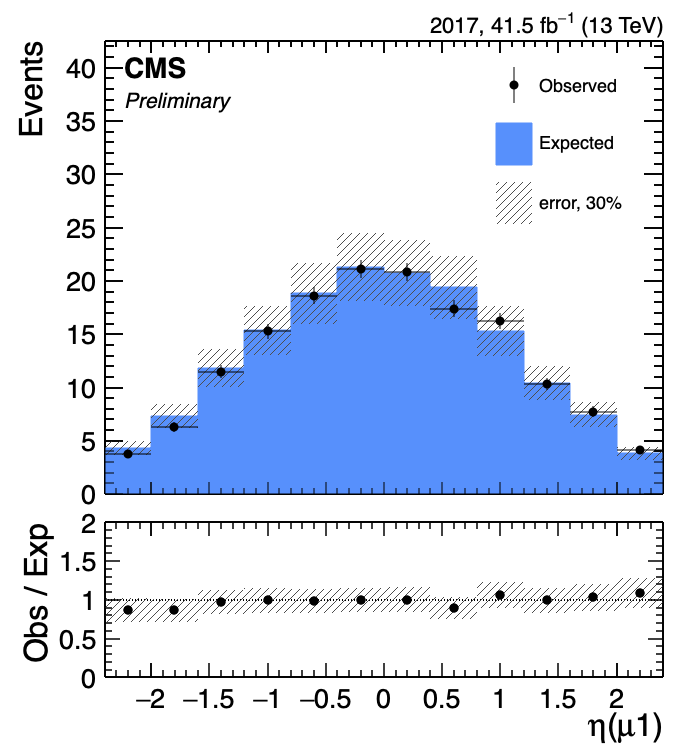 2017, 41.5 fb⁻¹ (13 TeV)
Events
CMS
Preliminary
Observed
Expected
error, 30%
40
35
30
25
20
15
10
5
0
Obs / Exp
2
1.5
1
0.5
0
−2 −1.5 −1 −0.5 0 0.5 1 1.5 2
η(μ1)